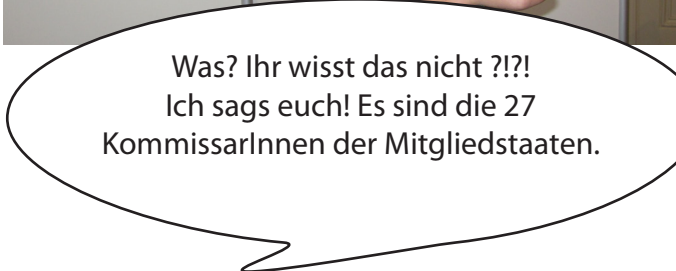 Was? Ihr wisst das nicht ?!?!
Ich sags euch! Es sind die 27
KommissarInnen der Mitgliedstaaten.